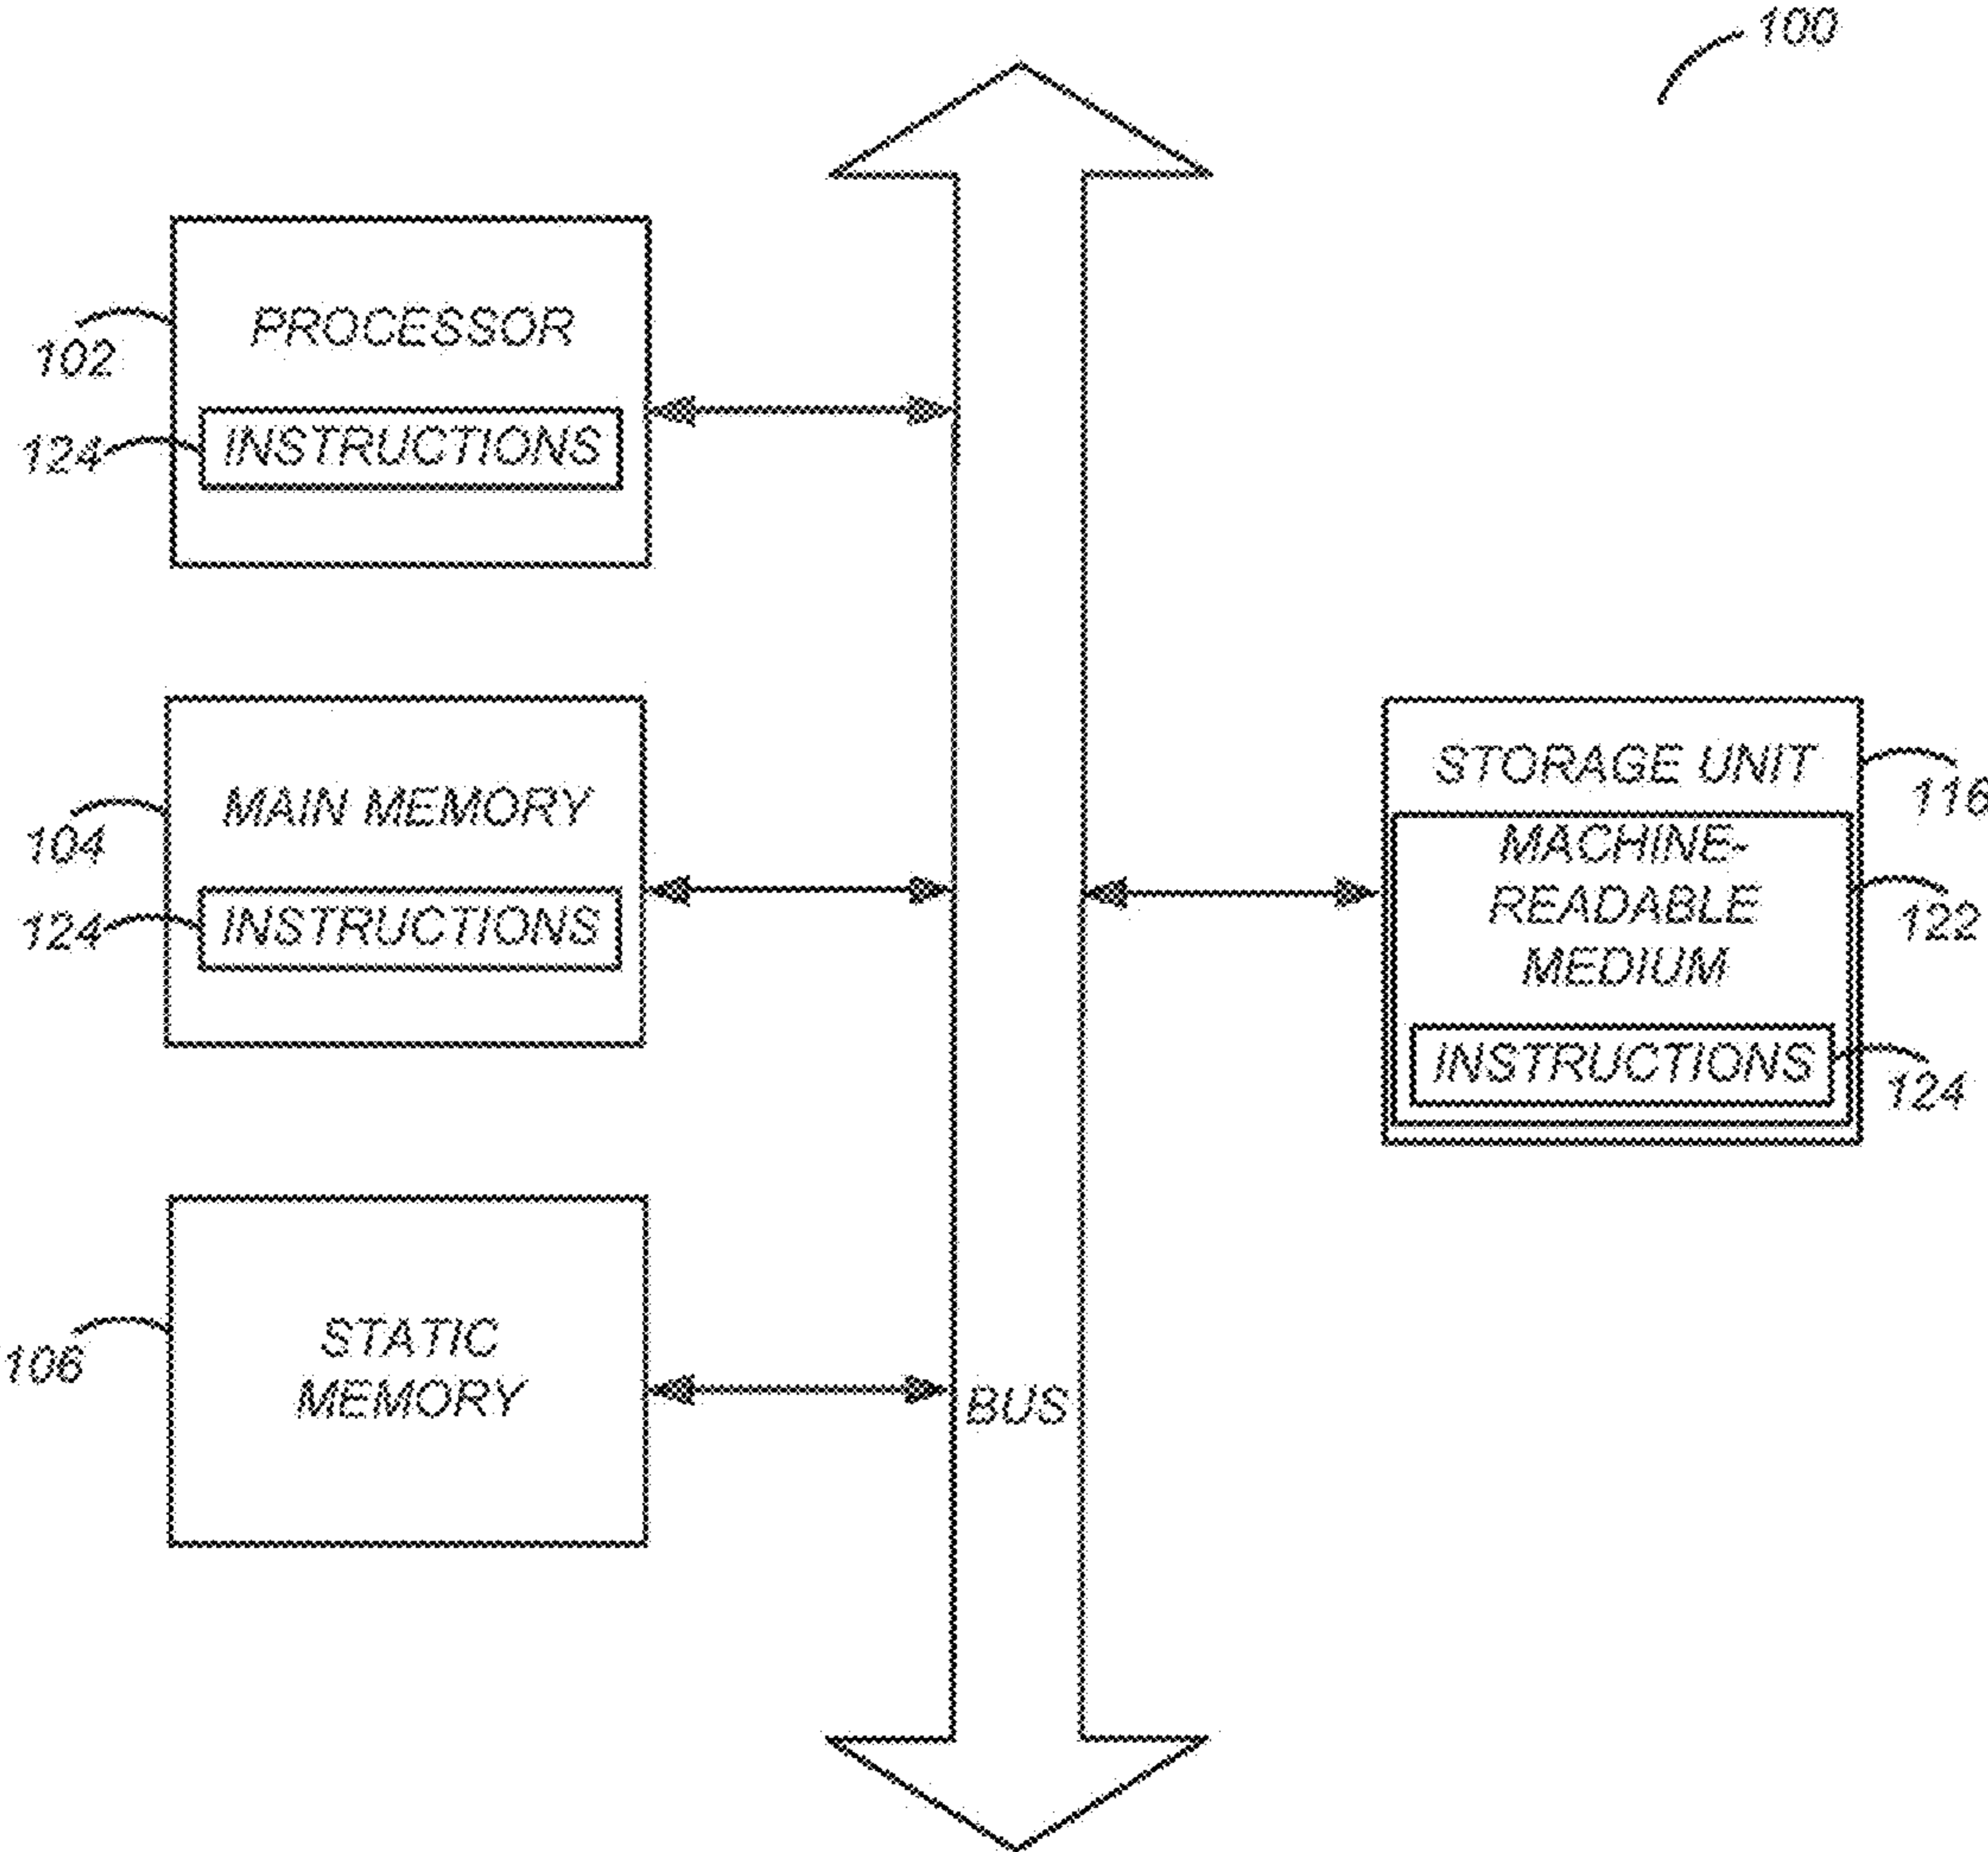 100
PROCESSOR
102
124
INSTRUCTIONS
MAIN MEMORY
104
124
INSTRUCTIONS
STORAGE UNIT
116
MACHINE-
READABLE
MEDIUM
122
INSTRUCTIONS
124
STATIC
MEMORY
106
BUS